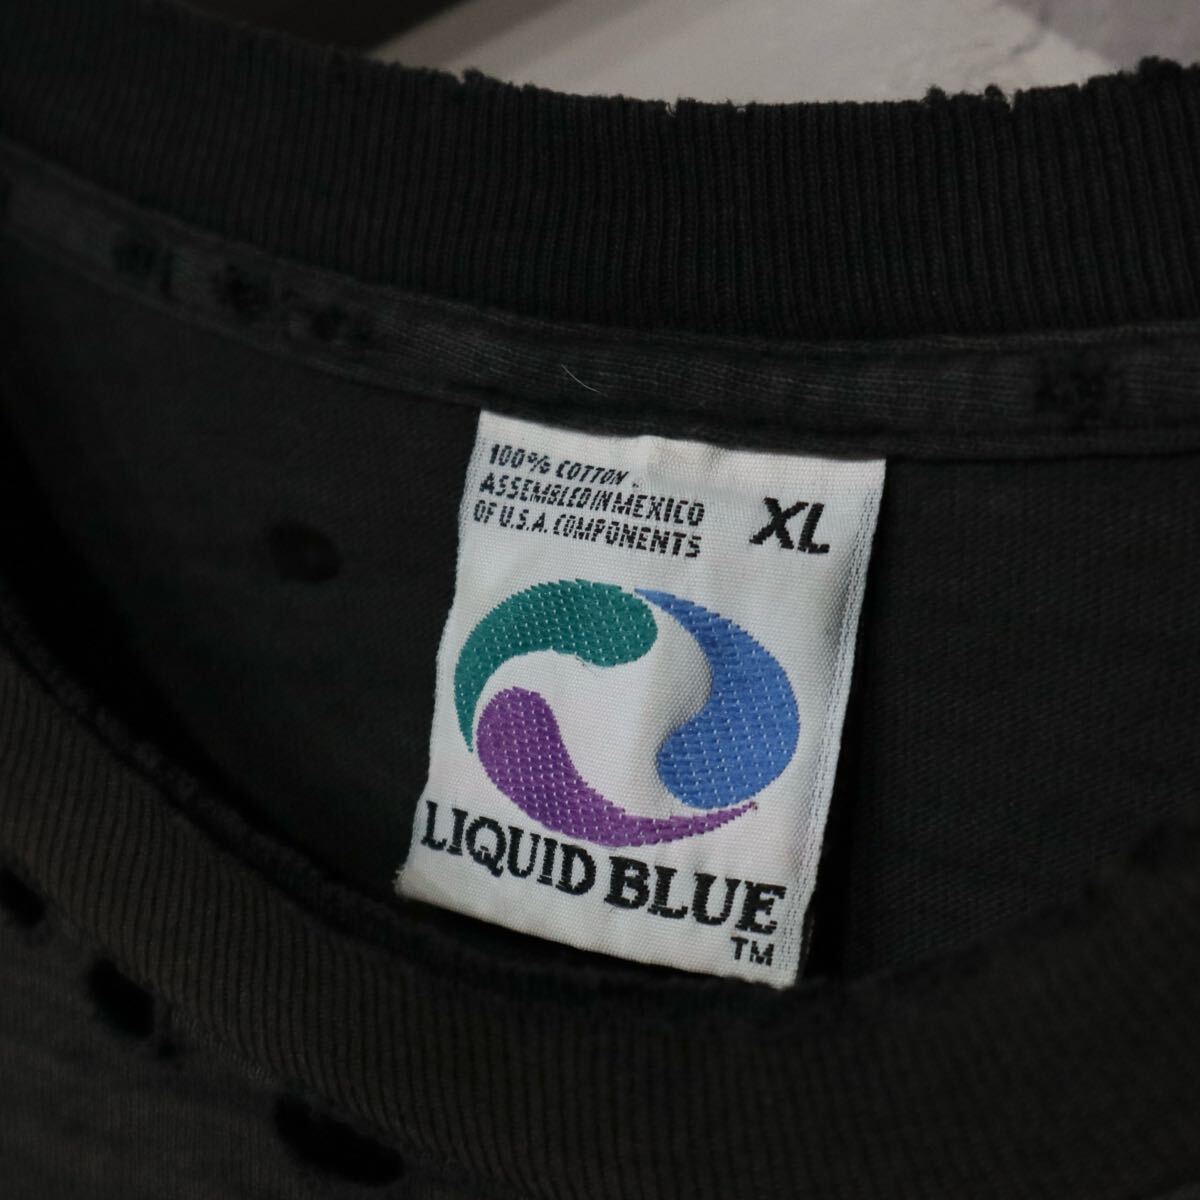 100% COTTON
ASSEMBLED IN MEXICO
OF U.S.A. COMPONENTS
XL
LIQUID BLUE
TM